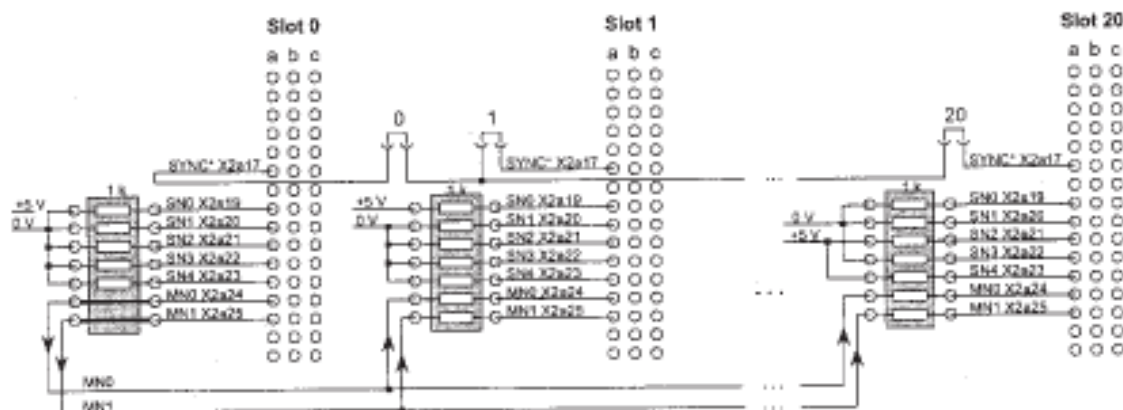 Slot 0
Slot 1
Slot 20
a b c
a b c
a b c
0
1
20
SYNC* X2a17
SYNC* X2a17
SYNC* X2a17
...
1 k
+5 V
0 V
SN0 X2a19
SN1 X2a20
SN2 X2a21
SN3 X2a22
SN4 X2a23
MN0 X2a24
MN1 X2a25
1 k
+5 V
0 V
SN0 X2a19
SN1 X2a20
SN2 X2a21
SN3 X2a22
SN4 X2a23
MN0 X2a24
MN1 X2a25
...
1 k
0 V
+5 V
SN0 X2a19
SN1 X2a20
SN2 X2a21
SN3 X2a22
SN4 X2a23
MN0 X2a24
MN1 X2a25
MN0
...
MN1
...